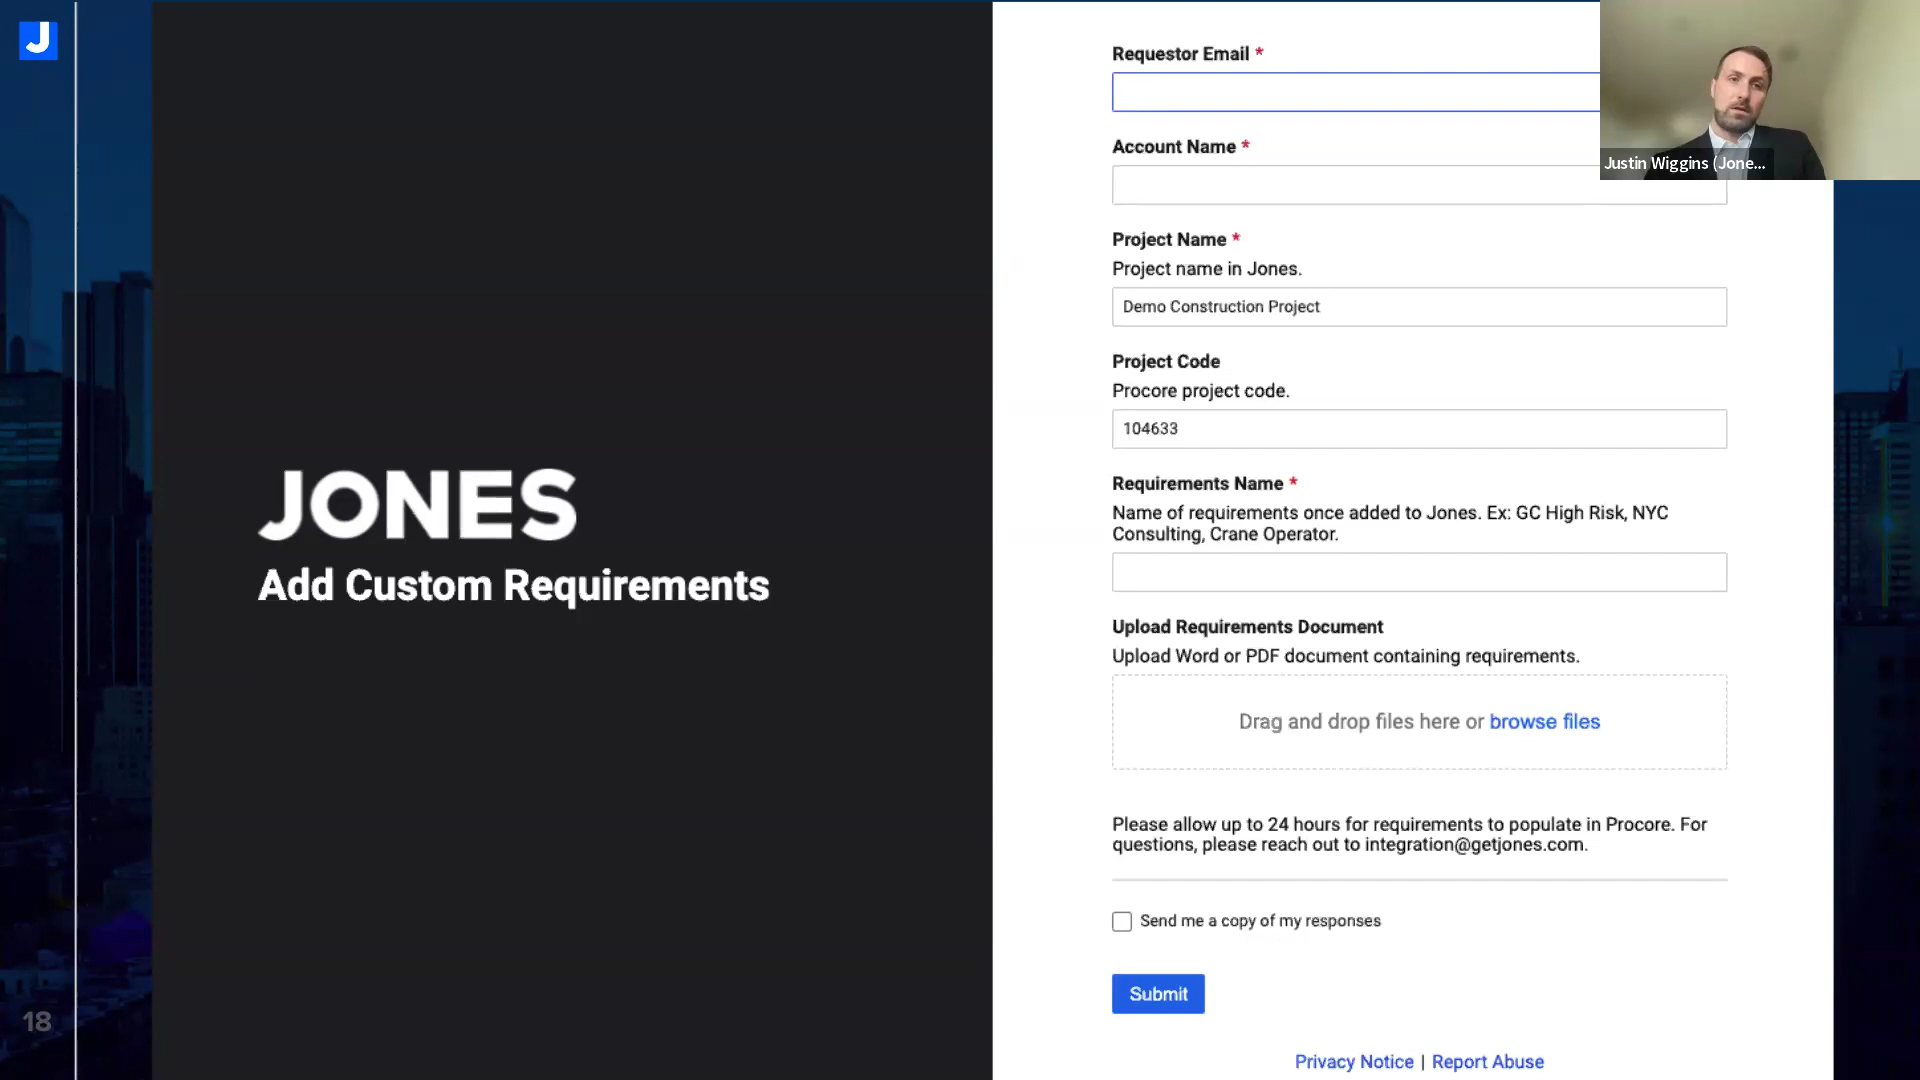 J
Requestor Email *
Account Name *
Justin Wiggins (Jone...
Project Name *
Project name in Jones.
Demo Construction Project
Project Code
Procore project code.
104633
Requirements Name *
Name of requirements once added to Jones. Ex: GC High Risk, NYC
Consulting, Crane Operator.
JONES
Add Custom Requirements
Upload Requirements Document
Upload Word or PDF document containing requirements.
Drag and drop files here or browse files
Please allow up to 24 hours for requirements to populate in Procore. For
questions, please reach out to integration@getjones.com.
Send me a copy of my responses
Submit
18
Privacy Notice | Report Abuse